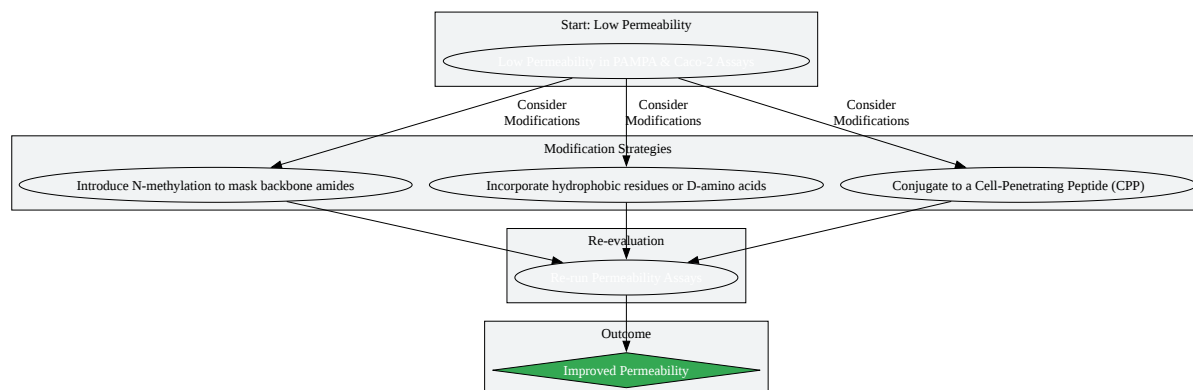 Start: Low Permeability
Low Permeability in PAMPA & Caco-2 Assays
Consider
Modifications
Consider
Modifications
Consider
Modifications
Modification Strategies
Introduce N-methylation to mask backbone amides
Incorporate hydrophobic residues or D-amino acids
Conjugate to a Cell-Penetrating Peptide (CPP)
Re-evaluation
Re-run Permeability Assays
Outcome
Improved Permeability